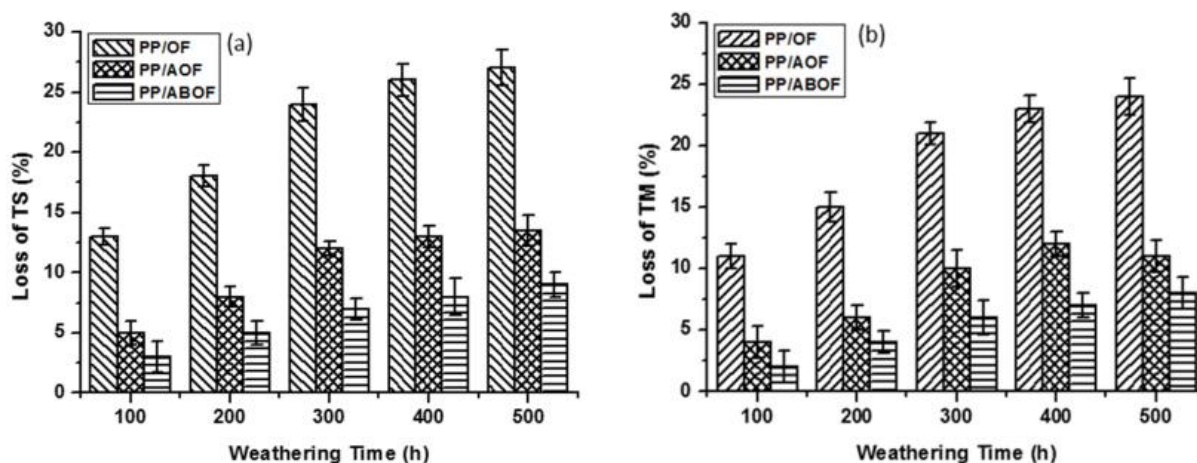 30
25
20
15
10
5
0
Loss of TS (%)
PP/OF
PP/AOF
PP/ABOF
(a)
100 200 300 400 500
Weathering Time (h)
30
25
20
15
10
5
0
Loss of TM (%)
PP/OF
PP/AOF
PP/ABOF
(b)
100 200 300 400 500
Weathering Time (h)